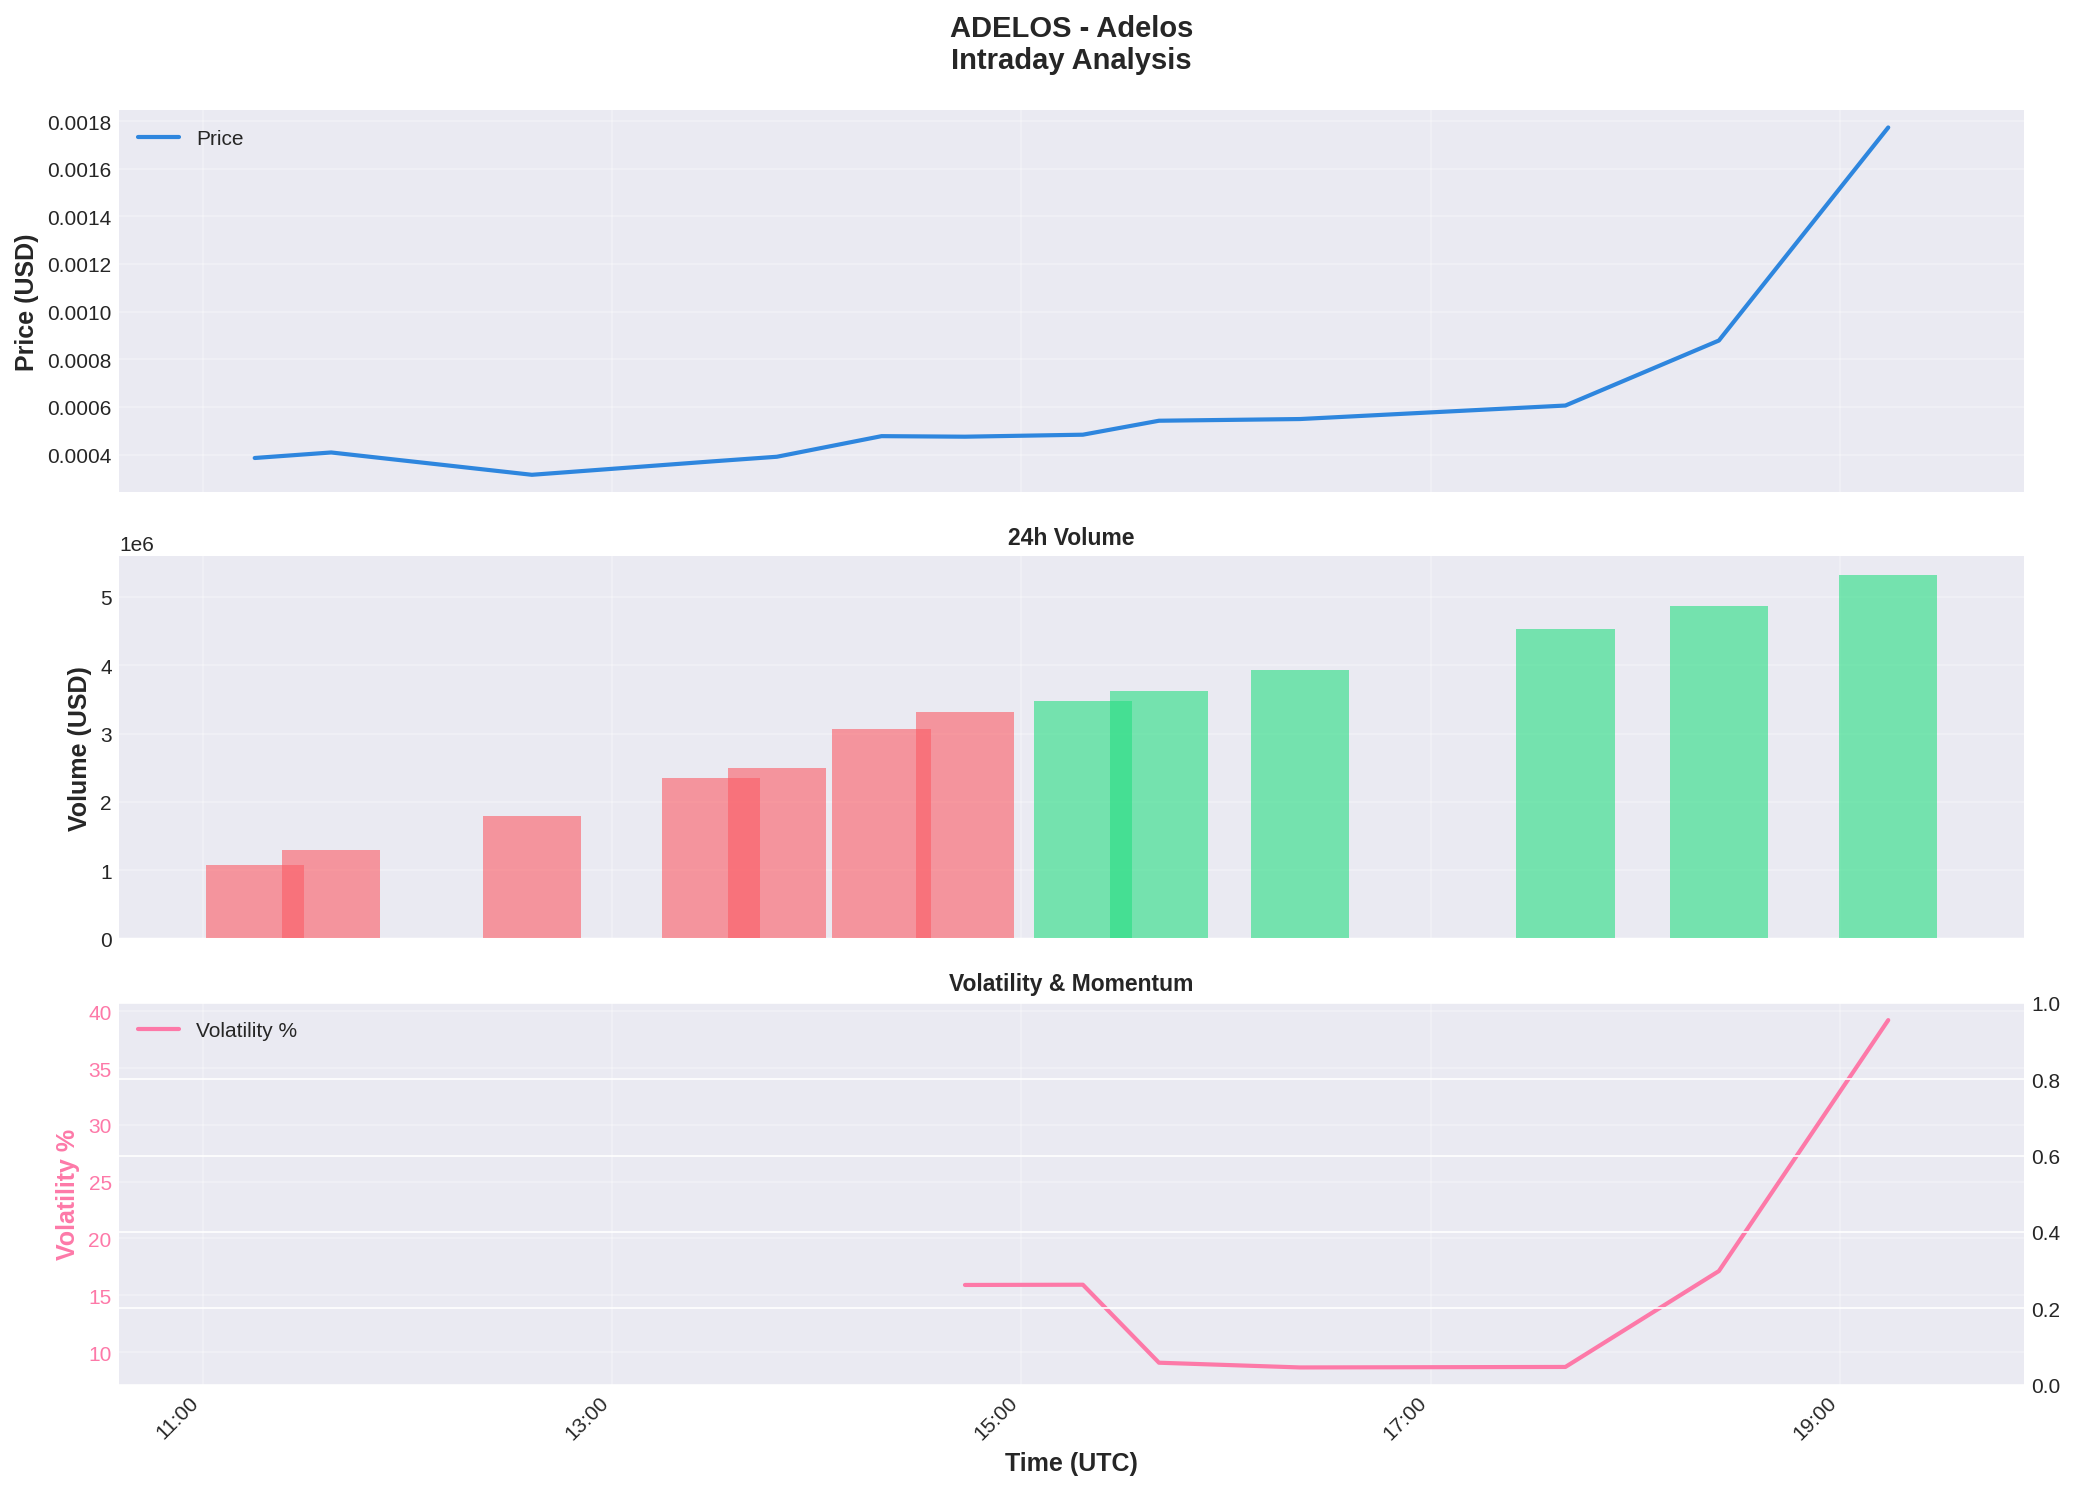 ADELOS - Adelos
Intraday Analysis
Price
Price (USD)
0.0018
0.0016
0.0014
0.0012
0.0010
0.0008
0.0006
0.0004
24h Volume
1e6
Volume (USD)
5
4
3
2
1
0
Volatility & Momentum
Volatility %
Volatility %
40
35
30
25
20
15
10
1.0
0.8
0.6
0.4
0.2
0.0
11:00
13:00
15:00
17:00
19:00
Time (UTC)